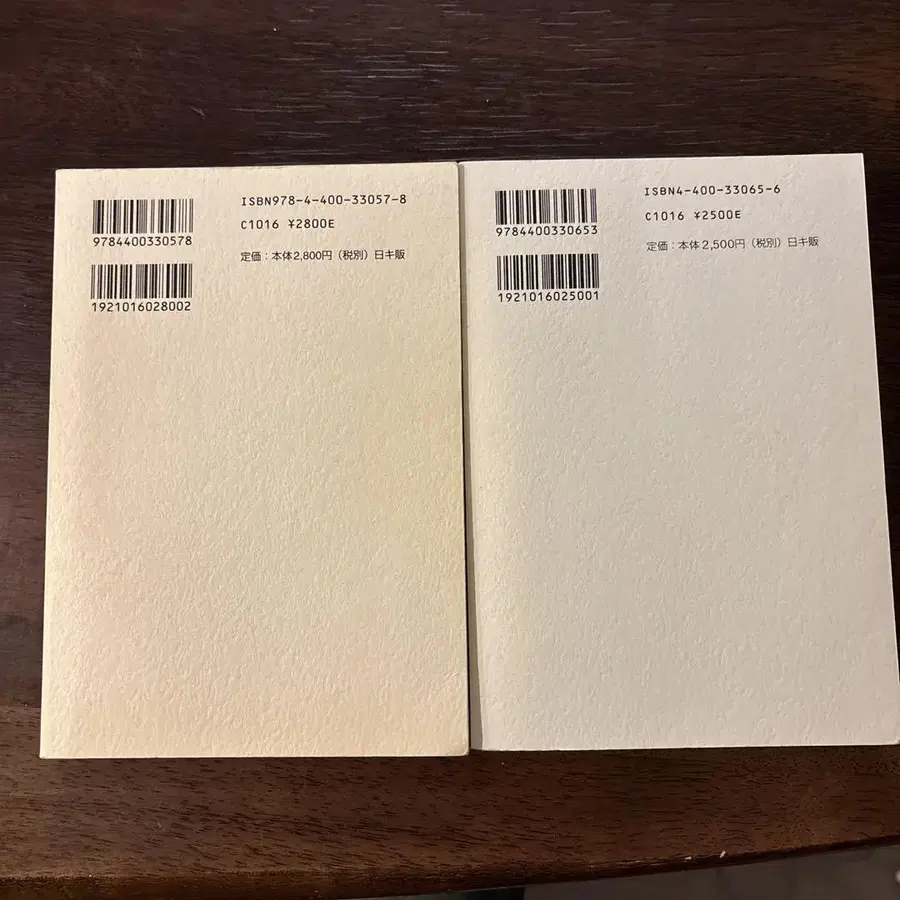 ISBN978-4-400-33057-8
C1016 ¥2800E
定価：本体2,800円（税別）日キ販
9784400330578
1921016028002
ISBN4-400-33065-6
C1016 ¥2500E
定価：本体2,500円（税別）日キ販
9784400330653
1921016025001